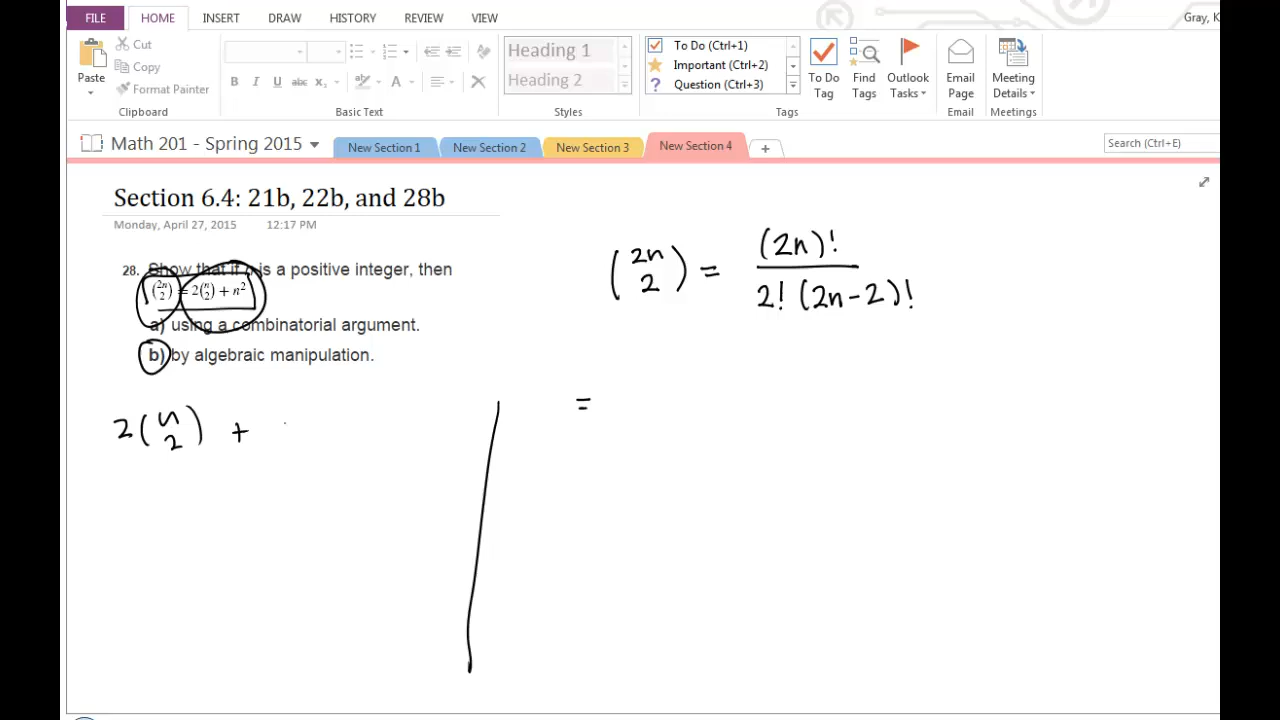 FILE HOME INSERT DRAW HISTORY REVIEW VIEW Gray, K
Paste Cut Copy Format Painter
Clipboard
B I U abc x₂ A
Basic Text
Heading 1
Heading 2
Styles
To Do (Ctrl+1)
Important (Ctrl+2)
? Question (Ctrl+3)
To Do Tag
Find Tags
Tags
Outlook Tasks
Email Page
Email
Meeting Details
Meetings
Math 201 - Spring 2015 New Section 1 New Section 2 New Section 3 New Section 4 + Search (Ctrl+E)
Section 6.4: 21b, 22b, and 28b
Monday, April 27, 2015 12:17 PM
28. Show that if n is a positive integer, then
(2n 2) = 2(n 2) + n²
a) using a combinatorial argument.
b) by algebraic manipulation.
(2n 2) = (2n)! / 2! (2n-2)!
2(n 2) +
=